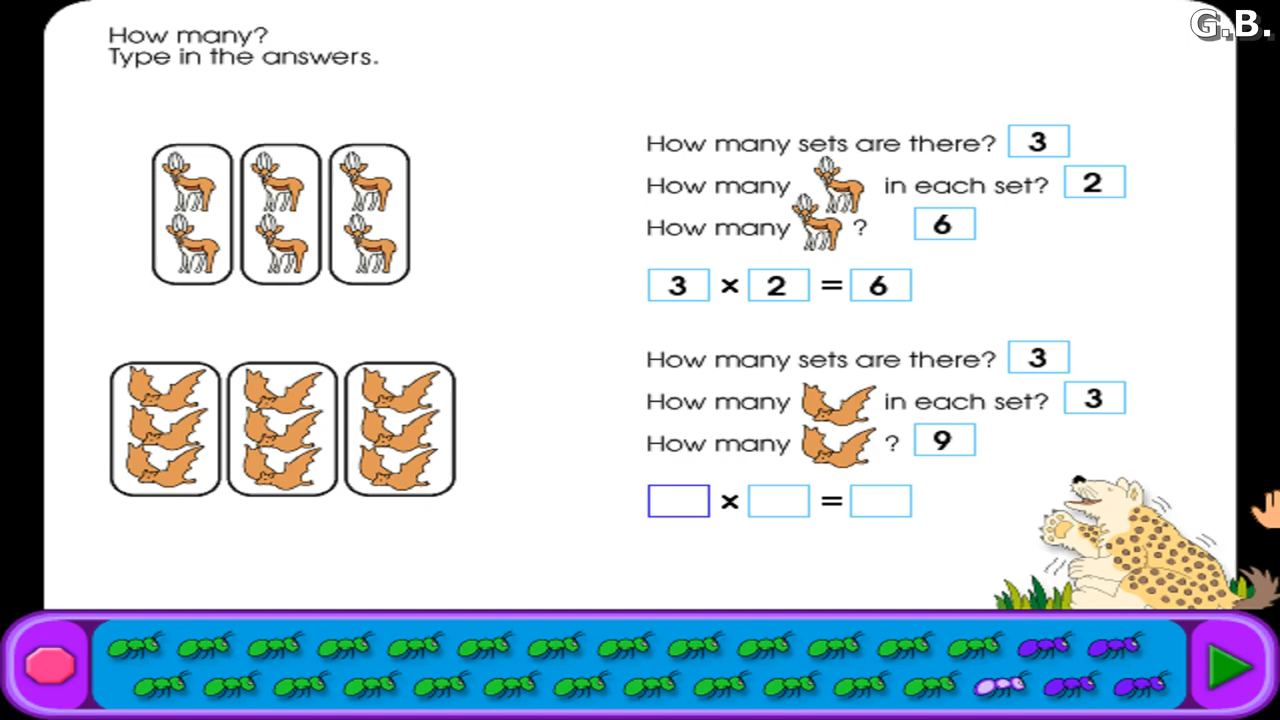 G.B.
How many?
Type in the answers.
How many sets are there? 3
How many in each set? 2
How many ? 6
3 × 2 = 6
How many sets are there? 3
How many in each set? 3
How many ? 9
× =